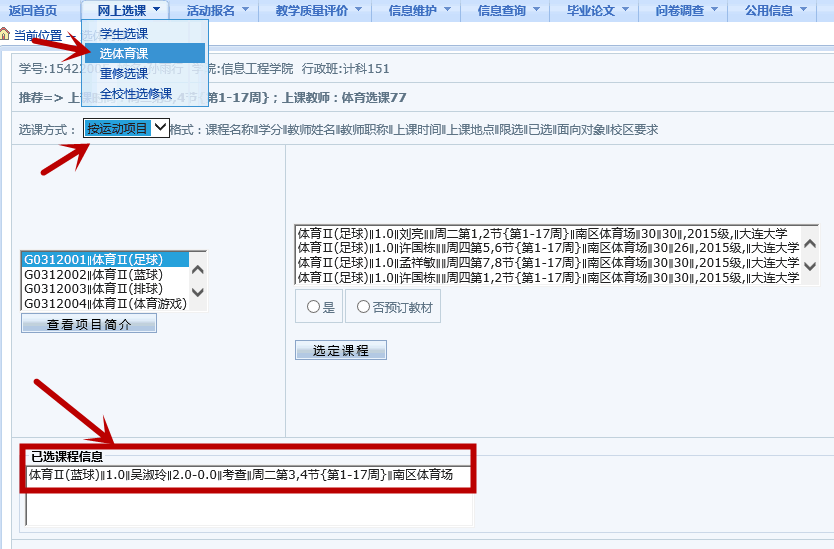 返回首页 网上选课 活动报名 教学质量评价 信息维护 信息查询 毕业论文 问卷调查 公用信息
学生选课
当前位置 --
选体育课
学号:15422 学院:信息工程学院 行政班:计科151
重修选课
推荐=> 上课 3,4节{第1-17周}；上课教师：体育选课77
全校性选修课
选课方式： 按运动项目 格式：课程名称‖学分‖教师姓名‖教师职称‖上课时间‖上课地点‖限选‖已选‖面向对象‖校区要求
体育Ⅱ(足球)‖1.0‖刘亮‖‖周二第1,2节{第1-17周}‖南区体育场‖30‖30‖,2015级,‖大连大学
体育Ⅱ(足球)‖1.0‖许国栋‖‖周四第5,6节{第1-17周}‖南区体育场‖30‖26‖,2015级,‖大连大学
体育Ⅱ(足球)‖1.0‖孟祥敏‖‖周四第7,8节{第1-17周}‖南区体育场‖30‖30‖,2015级,‖大连大学
体育Ⅱ(足球)‖1.0‖许国栋‖‖周四第1,2节{第1-17周}‖南区体育场‖30‖30‖,2015级,‖大连大学
G0312001‖体育Ⅱ(足球)
G0312002‖体育Ⅱ(蓝球)
G0312003‖体育Ⅱ(排球)
G0312004‖体育Ⅱ(体育游戏)
是 否预订教材
查看项目简介
选定课程
已选课程信息
体育Ⅱ(蓝球)‖1.0‖吴淑玲‖2.0-0.0‖考查‖周二第3,4节{第1-17周}‖南区体育场